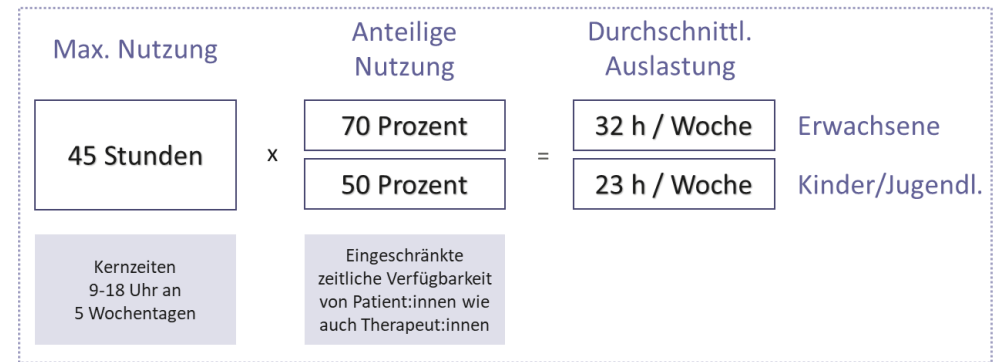 Max. Nutzung
Anteilige
Nutzung
Durchschnittl.
Auslastung
45 Stunden
x
70 Prozent
50 Prozent
=
32 h / Woche
Erwachsene
23 h / Woche
Kinder/Jugendl.
Kernzeiten
9-18 Uhr an
5 Wochentagen
Eingeschränkte
zeitliche Verfügbarkeit
von Patient:innen wie
auch Therapeut:innen